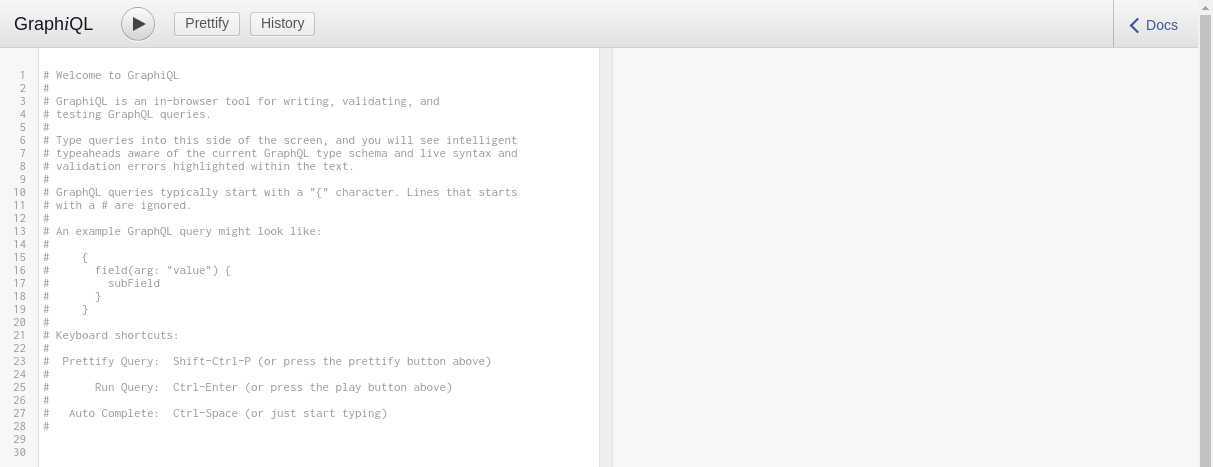 GraphiQL Prettify History Docs
1 # Welcome to GraphiQL
2 #
3 # GraphiQL is an in-browser tool for writing, validating, and
4 # testing GraphQL queries.
5 #
6 # Type queries into this side of the screen, and you will see intelligent
7 # typeaheads aware of the current GraphQL type schema and live syntax and
8 # validation errors highlighted within the text.
9 #
10 # GraphQL queries typically start with a "{" character. Lines that starts
11 # with a # are ignored.
12 #
13 # An example GraphQL query might look like:
14 #
15 #     {
16 #       field(arg: "value") {
17 #         subField
18 #       }
19 #     }
20 #
21 # Keyboard shortcuts:
22 #
23 #  Prettify Query:  Shift-Ctrl-P (or press the prettify button above)
24 #
25 #       Run Query:  Ctrl-Enter (or press the play button above)
26 #
27 #   Auto Complete:  Ctrl-Space (or just start typing)
28 #
29
30